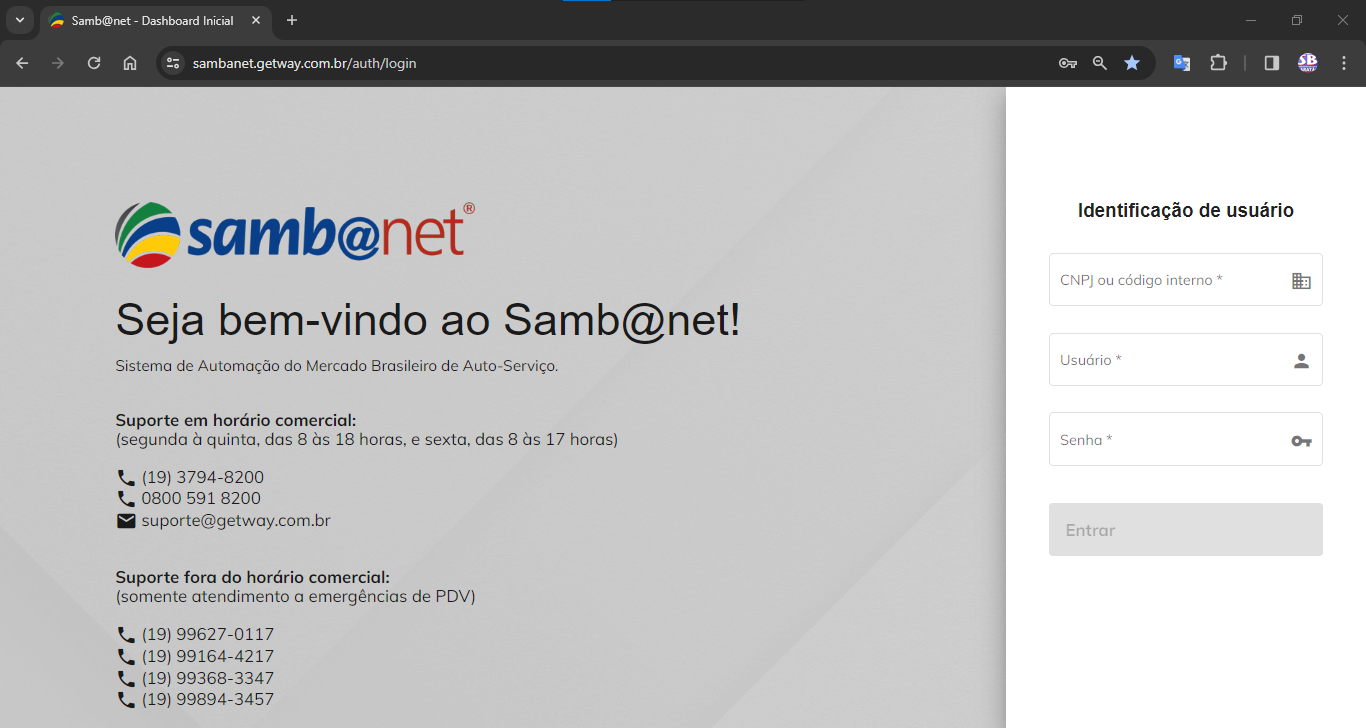 Samb@net - Dashboard Inicial
sambanet.getway.com.br/auth/login
SB
samb@net®
Seja bem-vindo ao Samb@net!
Sistema de Automação do Mercado Brasileiro de Auto-Serviço.
Suporte em horário comercial:
(segunda à quinta, das 8 às 18 horas, e sexta, das 8 às 17 horas)
(19) 3794-8200
0800 591 8200
suporte@getway.com.br
Suporte fora do horário comercial:
(somente atendimento a emergências de PDV)
(19) 99627-0117
(19) 99164-4217
(19) 99368-3347
(19) 99894-3457
Identificação de usuário
CNPJ ou código interno *
Usuário *
Senha *
Entrar